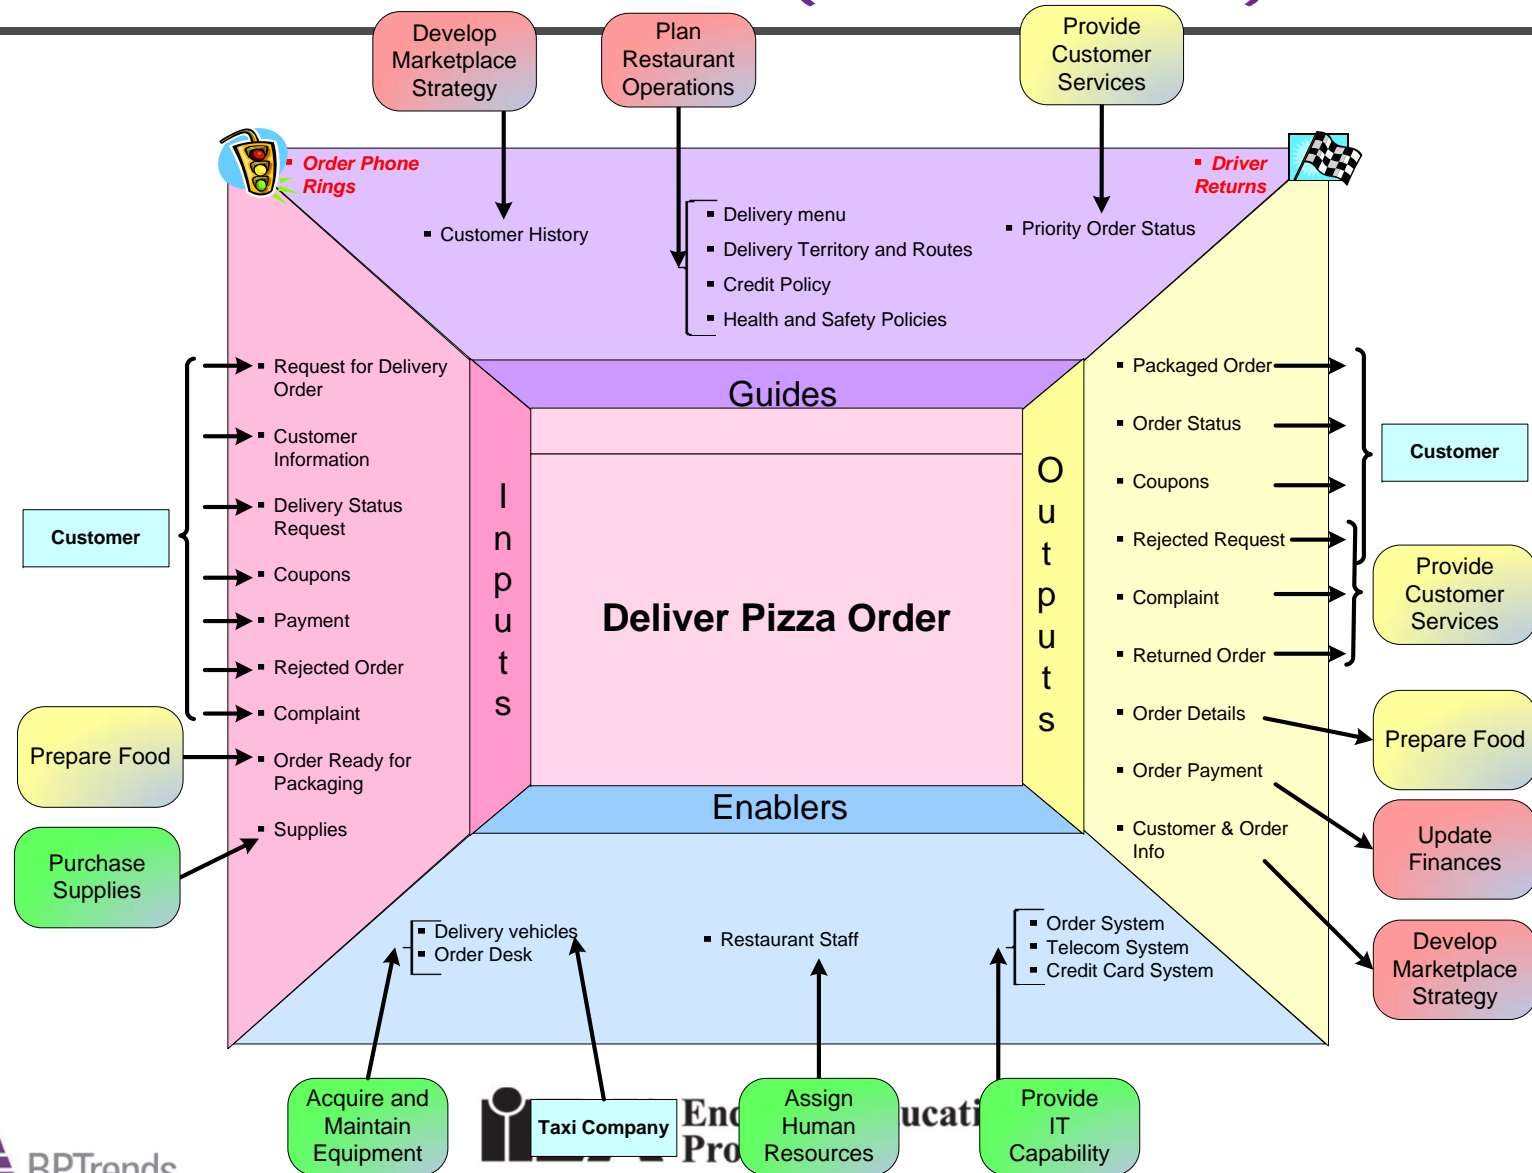 Develop
Marketplace
Strategy
Plan
Restaurant
Operations
Provide
Customer
Services
▪ Order Phone
Rings
▪ Driver
Returns
▪ Customer History
▪ Delivery menu
▪ Delivery Territory and Routes
▪ Credit Policy
▪ Health and Safety Policies
▪ Priority Order Status
Guides
Customer
▪ Request for Delivery
Order
▪ Customer
Information
▪ Delivery Status
Request
▪ Coupons
▪ Payment
▪ Rejected Order
▪ Complaint
▪ Order Ready for
Packaging
▪ Supplies
Prepare Food
Purchase
Supplies
Inputs
Deliver Pizza Order
Outputs
▪ Packaged Order
▪ Order Status
▪ Coupons
▪ Rejected Request
▪ Complaint
▪ Returned Order
▪ Order Details
▪ Order Payment
▪ Customer & Order
Info
Customer
Provide
Customer
Services
Prepare Food
Update
Finances
Develop
Marketplace
Strategy
Enablers
▪ Delivery vehicles
▪ Order Desk
▪ Restaurant Staff
▪ Order System
▪ Telecom System
▪ Credit Card System
Acquire and
Maintain
Equipment
Taxi Company
Assign
Human
Resources
Provide
IT
Capability
BPTrends